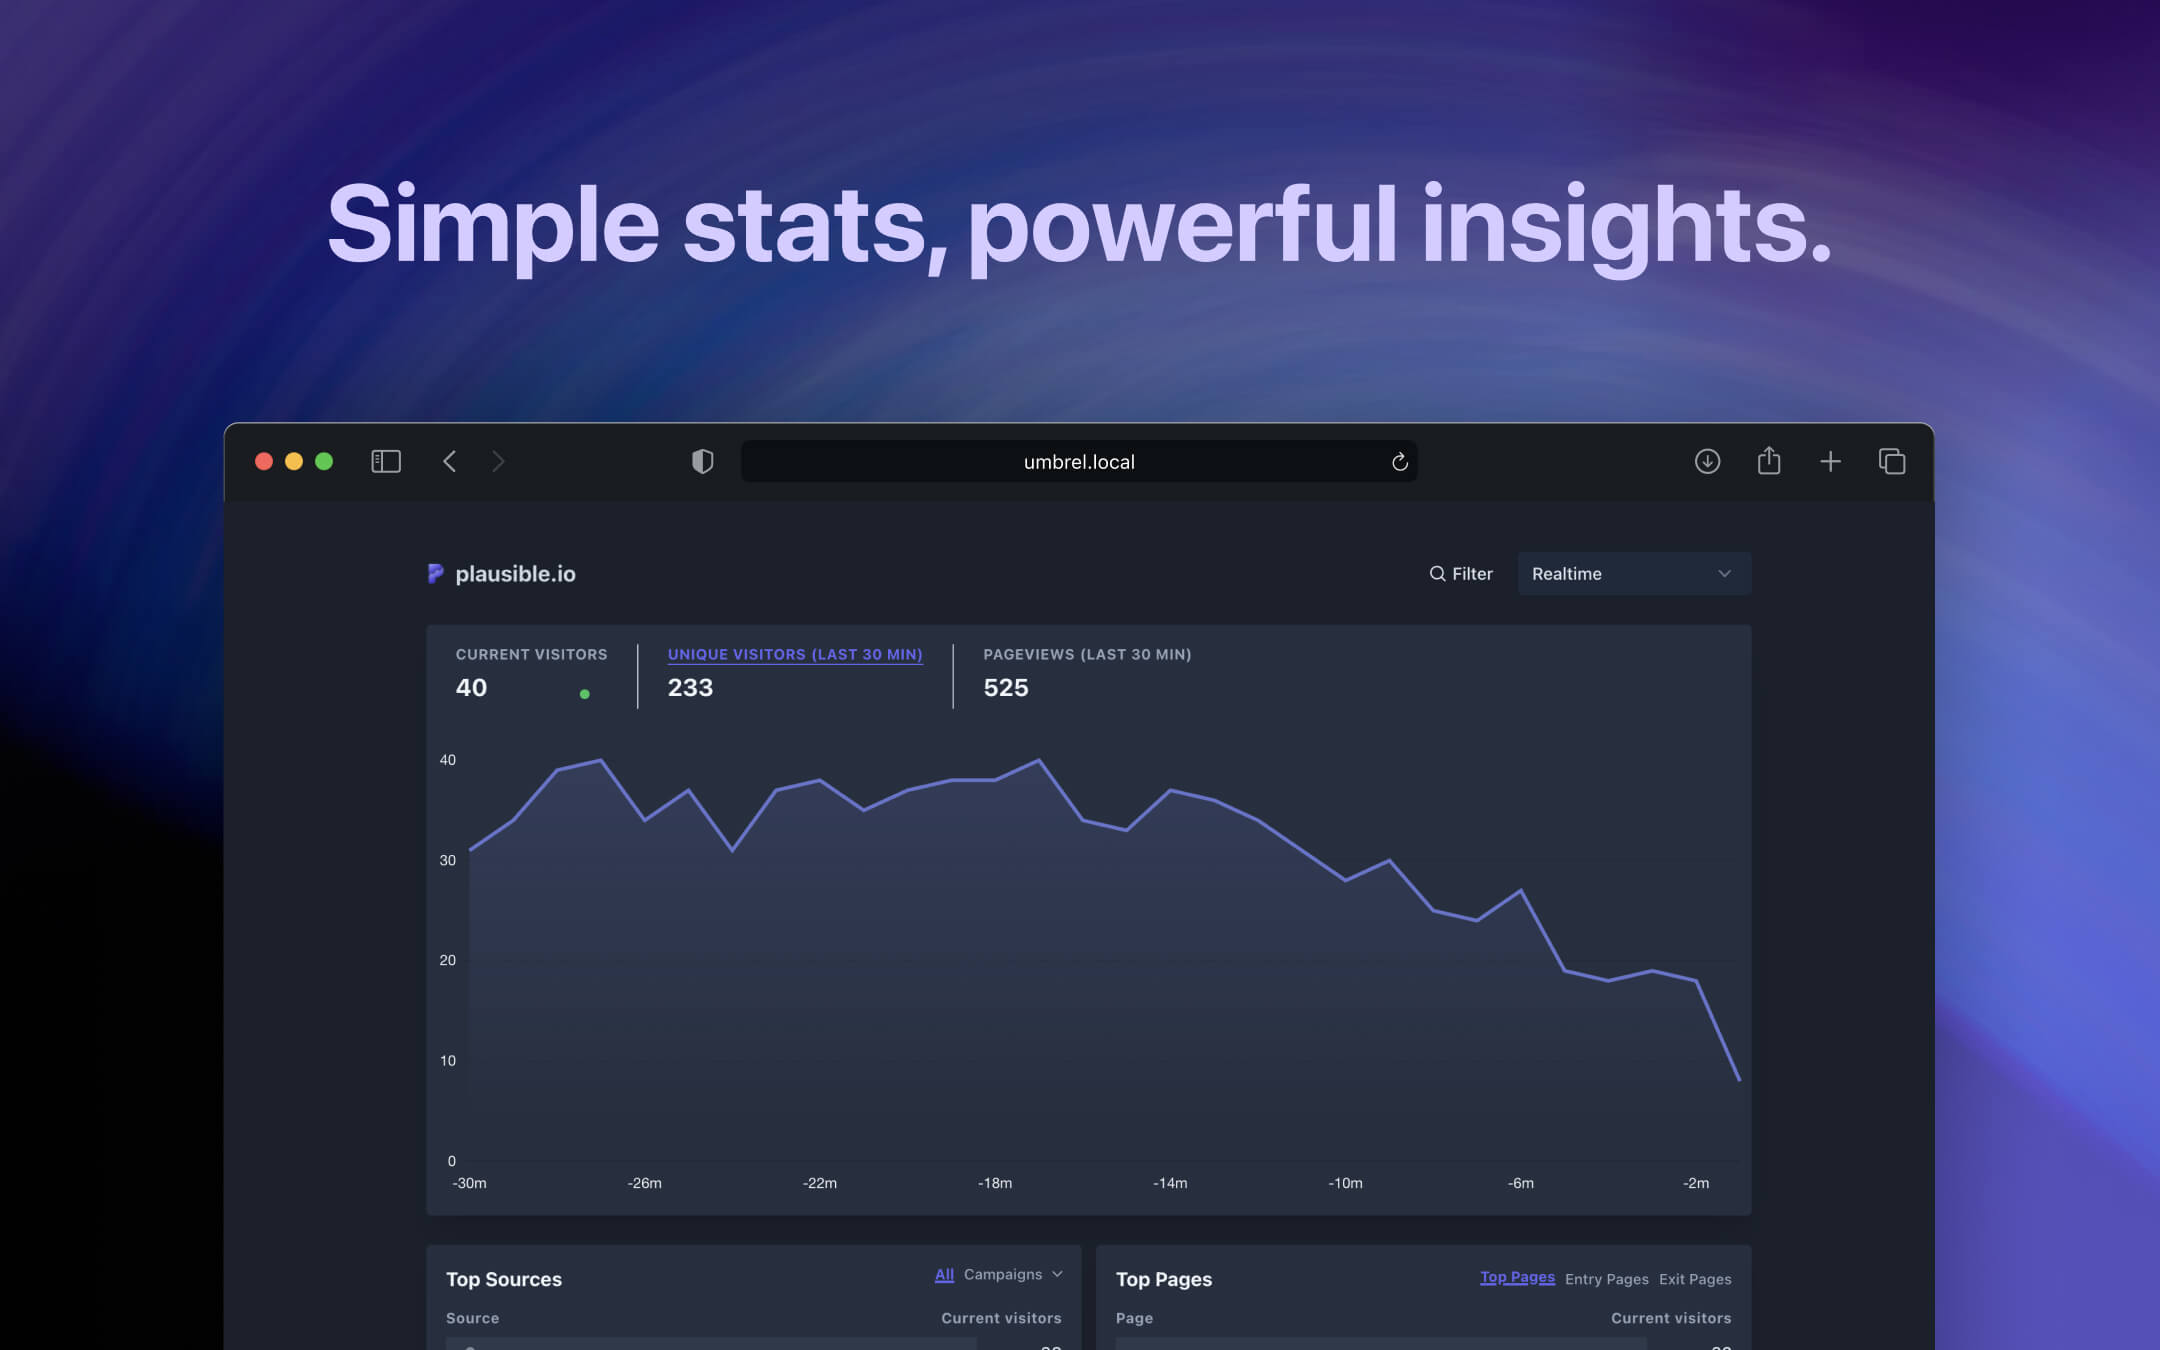 Simple stats, powerful insights.
umbrel.local
plausible.io
Filter
Realtime
CURRENT VISITORS
40
UNIQUE VISITORS (LAST 30 MIN)
233
PAGEVIEWS (LAST 30 MIN)
525
40
30
20
10
0
-30m -26m -22m -18m -14m -10m -6m -2m
Top Sources
All Campaigns
Source Current visitors
Top Pages
Top Pages Entry Pages Exit Pages
Page Current visitors